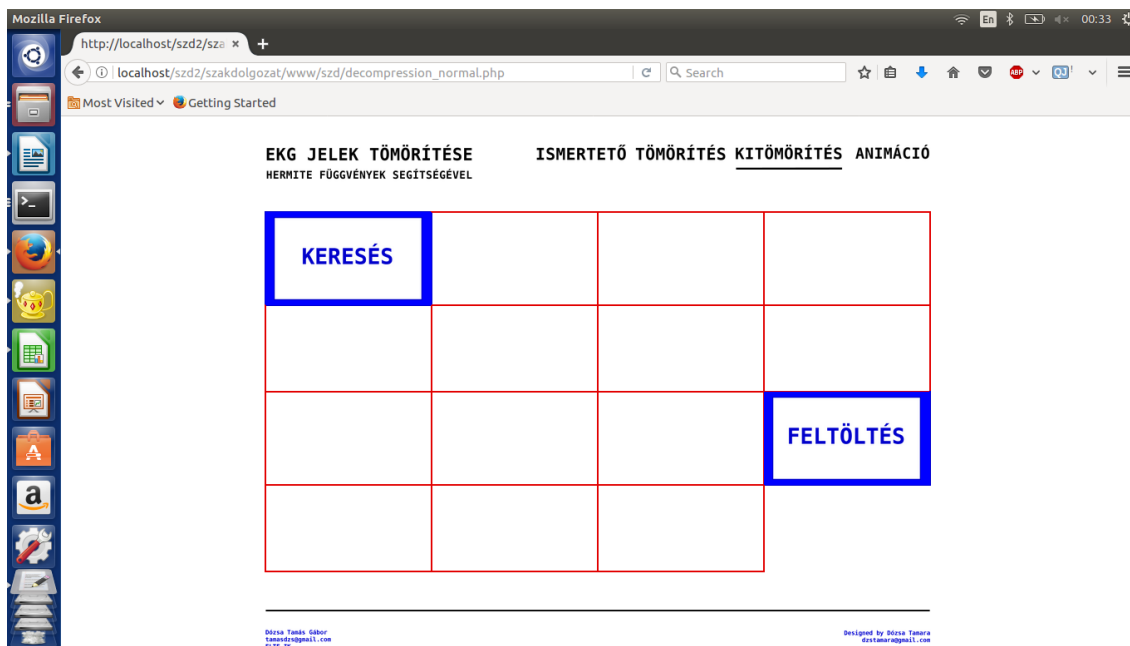 Mozilla Firefox
En
00:33
http://localhost/szd2/sza
localhost/szd2/szakdolgozat/www/szd/decompression_normal.php
Search
ABP
Most Visited
Getting Started
EKG JELEK TÖMÖRÍTÉSE
HERMITE FÜGGVÉNYEK SEGÍTSÉGÉVEL
ISMERTETŐ TÖMÖRÍTÉS KITÖMÖRÍTÉS ANIMÁCIÓ
KERESÉS
FELTÖLTÉS
Dózsa Tamás Gábor
tamasdzs@gmail.com
Designed by Dózsa Tamara
dzstamara@gmail.com